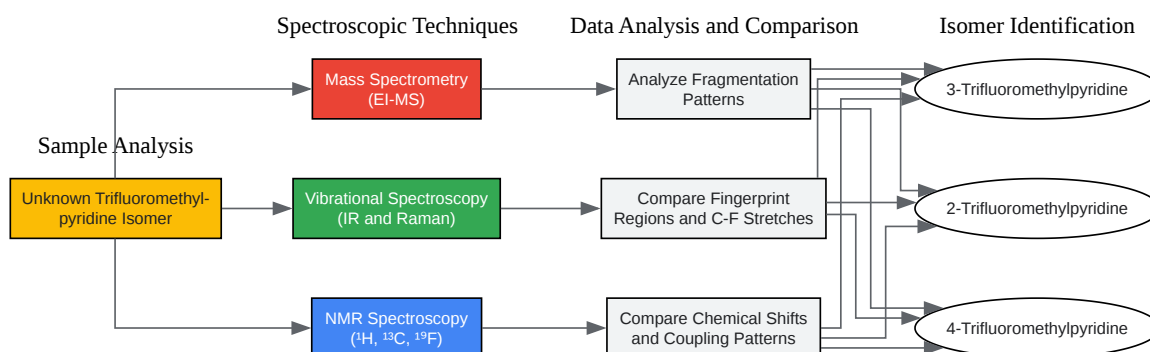 Spectroscopic Techniques
Data Analysis and Comparison
Isomer Identification
Mass Spectrometry
(EI-MS)
Analyze Fragmentation
Patterns
3-Trifluoromethylpyridine
Sample Analysis
Unknown Trifluoromethyl-
pyridine Isomer
Vibrational Spectroscopy
(IR and Raman)
Compare Fingerprint
Regions and C-F Stretches
2-Trifluoromethylpyridine
NMR Spectroscopy
(¹H, ¹³C, ¹⁹F)
Compare Chemical Shifts
and Coupling Patterns
4-Trifluoromethylpyridine